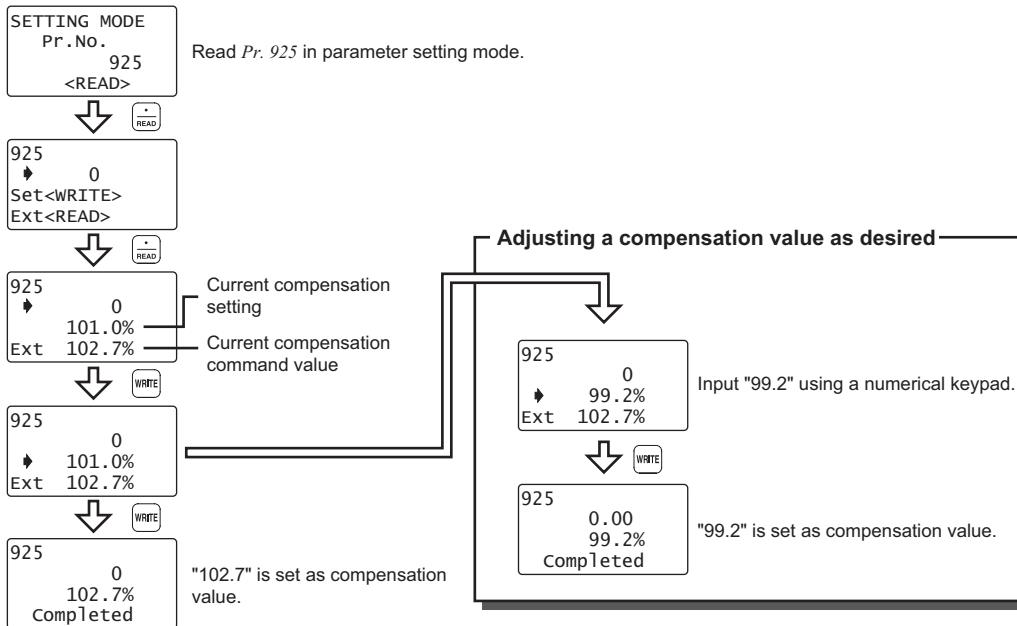 SETTING MODE
Pr.No.
925
<READ>
Read Pr. 925 in parameter setting mode.
READ
925
0
Set<WRITE>
Ext<READ>
READ
925
0
101.0%
Ext 102.7%
Current compensation
setting
Current compensation
command value
WRITE
925
0
101.0%
Ext 102.7%
WRITE
925
0
102.7%
Completed
"102.7" is set as compensation
value.
Adjusting a compensation value as desired
925
0
99.2%
Ext 102.7%
Input "99.2" using a numerical keypad.
WRITE
925
0.00
99.2%
Completed
"99.2" is set as compensation value.